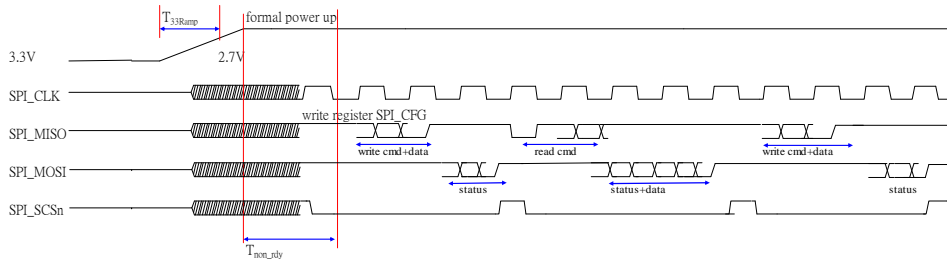 T33Ramp
formal power up
3.3V
2.7V
SPI_CLK
write register SPI_CFG
SPI_MISO
write cmd+data
read cmd
write cmd+data
SPI_MOSI
status
status+data
status
SPI_SCSn
Tnon_rdy